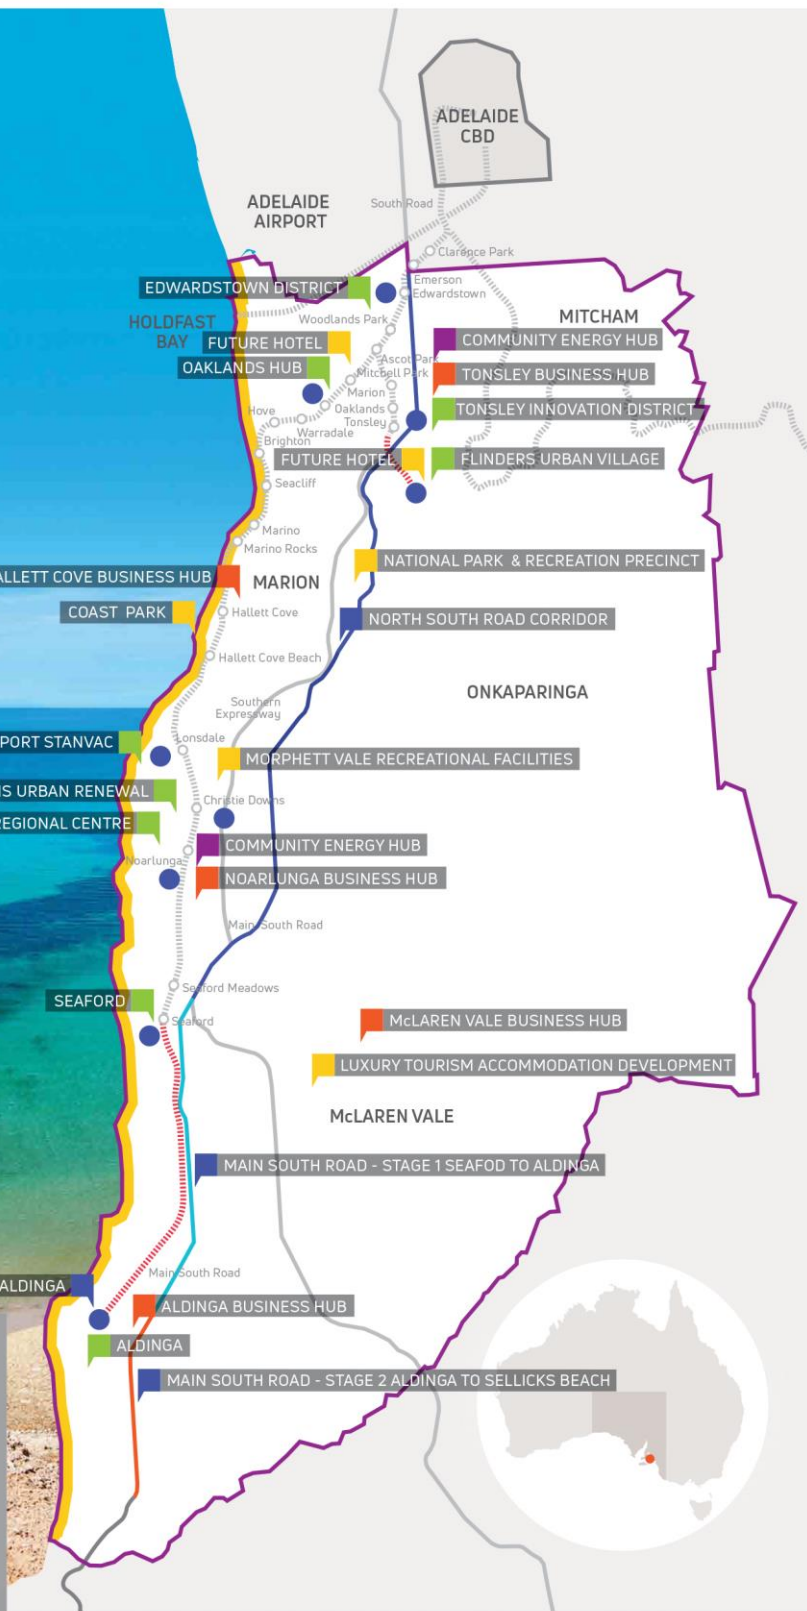 ADELAIDE
CBD
ADELAIDE
AIRPORT
South Road
Clarence Park
EDWARDSTOWN DISTRICT
Emerson
Edwardstown
HOLDFAST
BAY
Woodlands Park
MITCHAM
FUTURE HOTEL
COMMUNITY ENERGY HUB
OAKLANDS HUB
Ascot Park
Mitchell Park
TONSLEY BUSINESS HUB
Marion
Hove
Oaklands
TONSLEY INNOVATION DISTRICT
Tonsley
Warradale
Brighton
FUTURE HOTEL
FLINDERS URBAN VILLAGE
Seacliff
Marino
Marino Rocks
NATIONAL PARK & RECREATION PRECINCT
ALLETT COVE BUSINESS HUB
MARION
COAST PARK
Hallett Cove
NORTH SOUTH ROAD CORRIDOR
Hallett Cove Beach
ONKAPARINGA
Southern
Expressway
PORT STANVAC
Lonsdale
MORPHETT VALE RECREATIONAL FACILITIES
S URBAN RENEWAL
Christie Downs
REGIONAL CENTRE
COMMUNITY ENERGY HUB
Noarlunga
NOARLUNGA BUSINESS HUB
Main South Road
Seaford Meadows
SEAFORD
Seaford
McLAREN VALE BUSINESS HUB
LUXURY TOURISM ACCOMMODATION DEVELOPMENT
McLAREN VALE
MAIN SOUTH ROAD - STAGE 1 SEAFOD TO ALDINGA
Main South Road
ALDINGA
ALDINGA BUSINESS HUB
ALDINGA
MAIN SOUTH ROAD - STAGE 2 ALDINGA TO SELLICKS BEACH